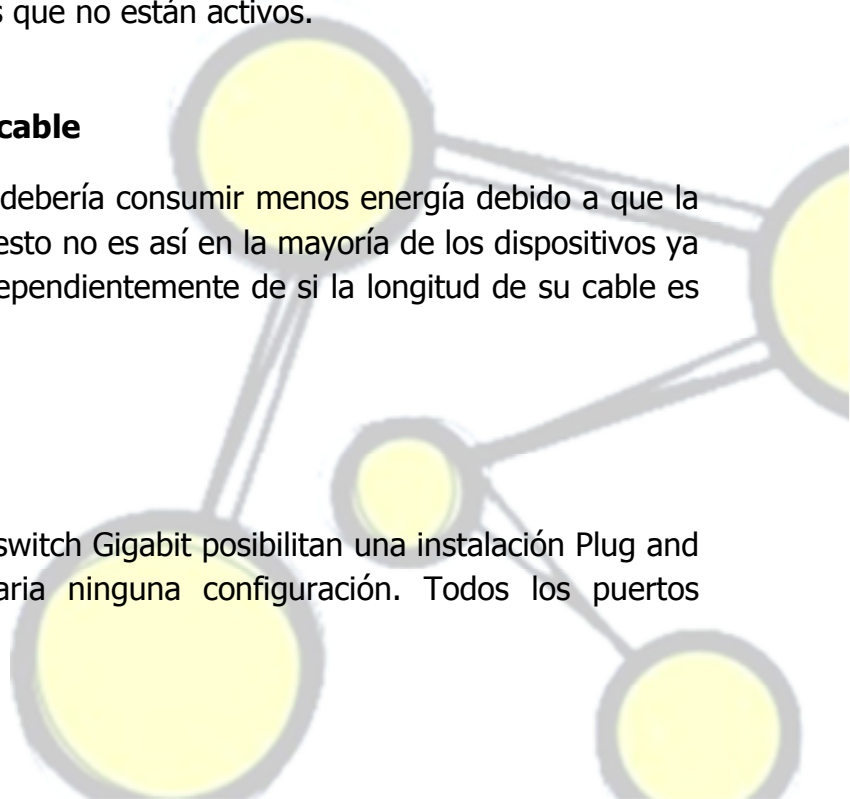 s que no están activos.
cable
debería consumir menos energía debido a que la
esto no es así en la mayoría de los dispositivos ya
ependientemente de si la longitud de su cable es
switch Gigabit posibilitan una instalación Plug and
aria ninguna configuración. Todos los puertos